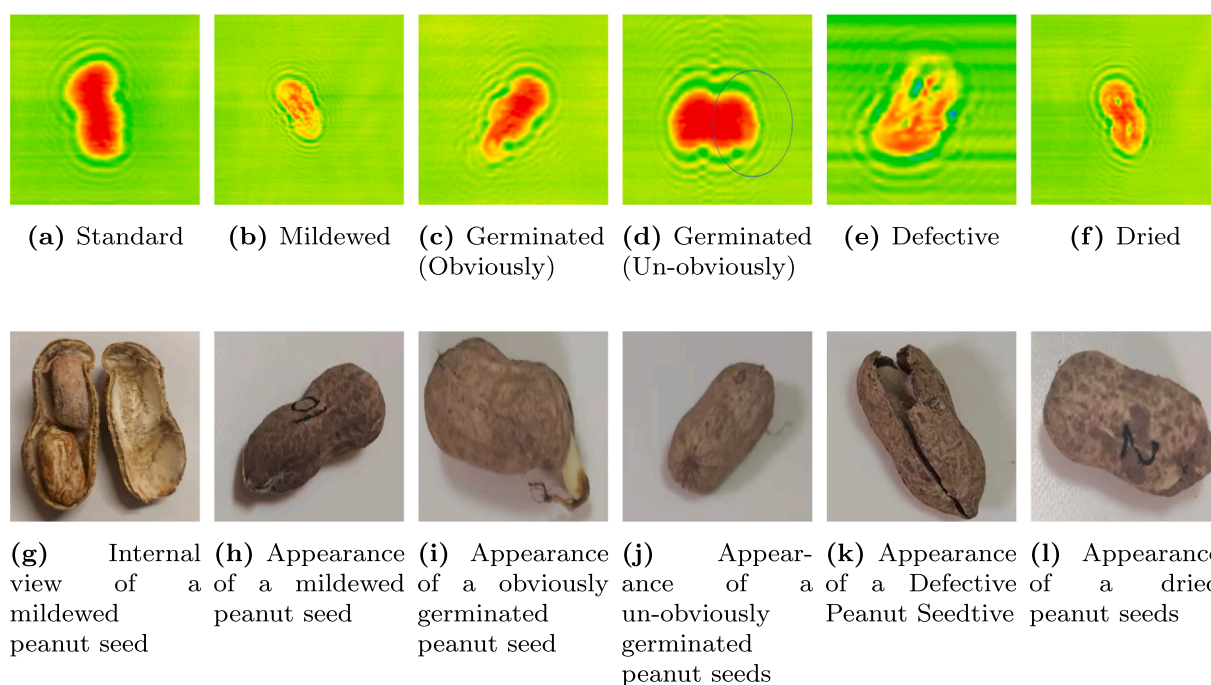 (a) Standard
(b) Mildewed
(c) Germinated
(Obviously)
(d) Germinated
(Un-obviously)
(e) Defective
(f) Dried
(g) Internal
view of a
mildewed
peanut seed
(h) Appearance
of a mildewed
peanut seed
(i) Appearance
of a obviously
germinated
peanut seed
(j) Appear-
ance of a
un-obviously
germinated
peanut seeds
(k) Appearance
of a Defective
Peanut Seedtive
(l) Appearance
of a dried
peanut seeds